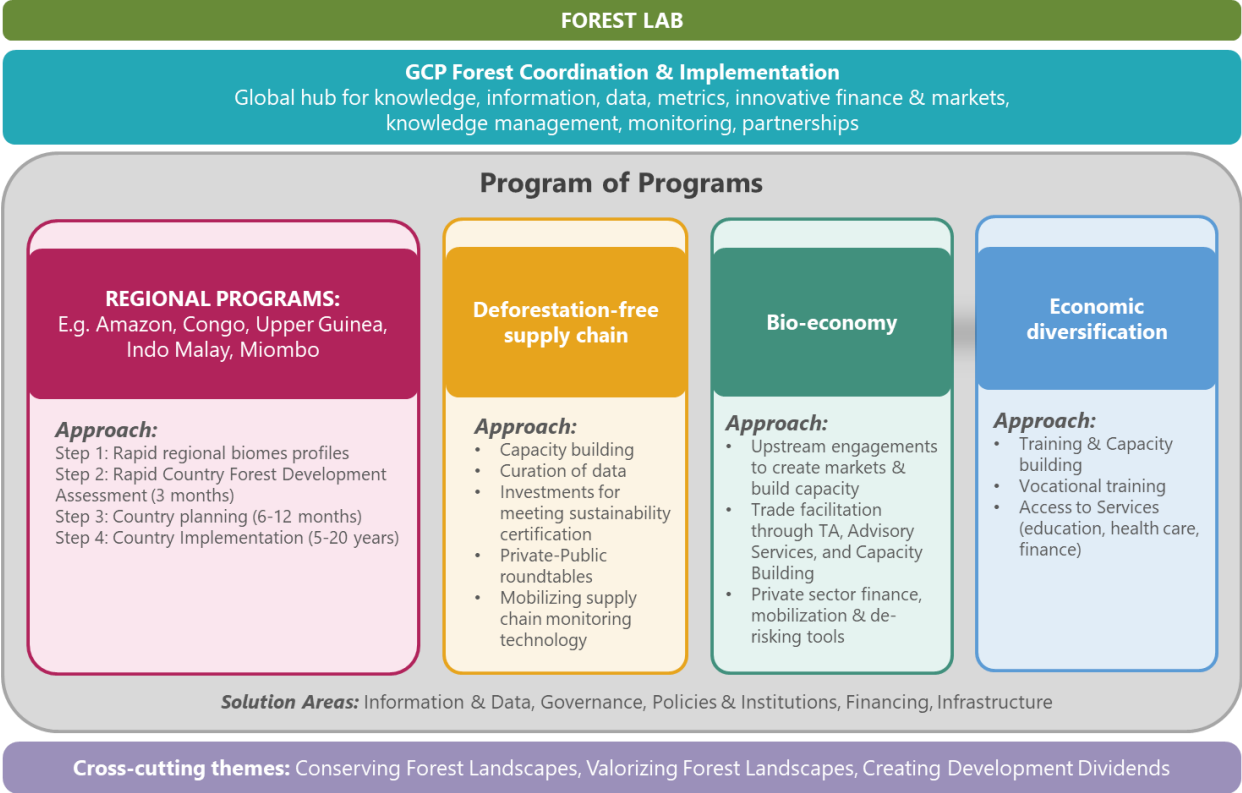 FOREST LAB
GCP Forest Coordination & Implementation
Global hub for knowledge, information, data, metrics, innovative finance & markets,
knowledge management, monitoring, partnerships
Program of Programs
REGIONAL PROGRAMS:
E.g. Amazon, Congo, Upper Guinea,
Indo Malay, Miombo
Approach:
Step 1: Rapid regional biomes profiles
Step 2: Rapid Country Forest Development
Assessment (3 months)
Step 3: Country planning (6-12 months)
Step 4: Country Implementation (5-20 years)
Deforestation-free
supply chain
Approach:
• Capacity building
• Curation of data
• Investments for
meeting sustainability
certification
• Private-Public
roundtables
• Mobilizing supply
chain monitoring
technology
Bio-economy
Approach:
• Upstream engagements
to create markets &
build capacity
• Trade facilitation
through TA, Advisory
Services, and Capacity
Building
• Private sector finance,
mobilization & de-
risking tools
Economic
diversification
Approach:
• Training & Capacity
building
• Vocational training
• Access to Services
(education, health care,
finance)
Solution Areas: Information & Data, Governance, Policies & Institutions, Financing, Infrastructure
Cross-cutting themes: Conserving Forest Landscapes, Valorizing Forest Landscapes, Creating Development Dividends